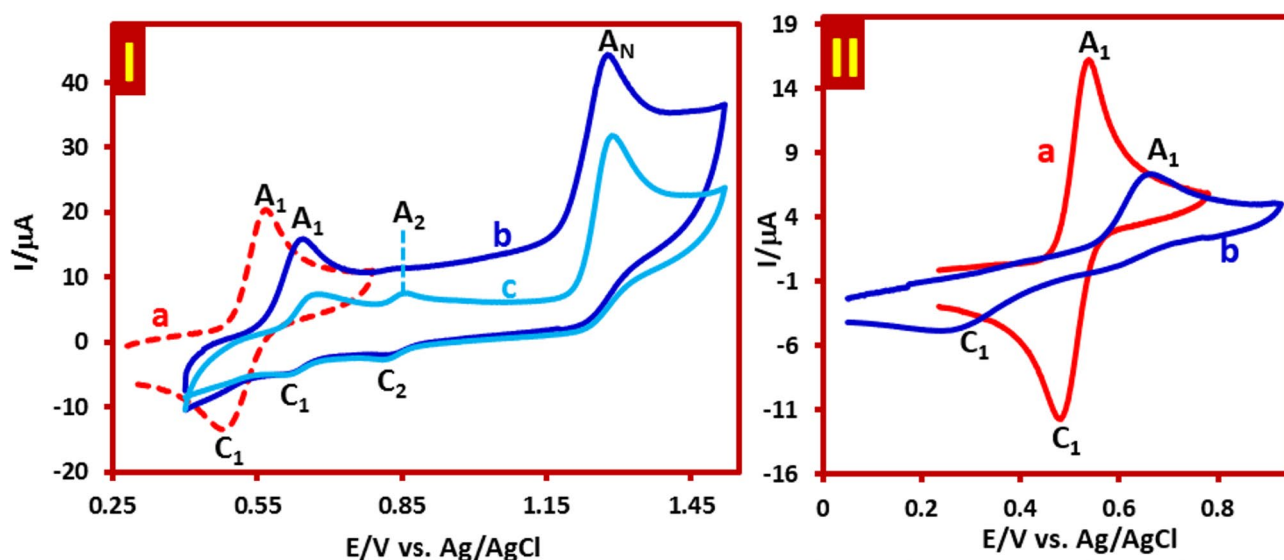 I
40
30
20
10
0
-10
-20
I/µA
0.25
0.55
0.85
1.15
1.45
E/V vs. Ag/AgCl
a
A₁
A₁
A₂
A_N
b
c
C₁
C₁
C₂
II
19
14
9
4
-1
-6
-11
-16
I/µA
0
0.2
0.4
0.6
0.8
E/V vs. Ag/AgCl
a
A₁
A₁
b
C₁
C₁